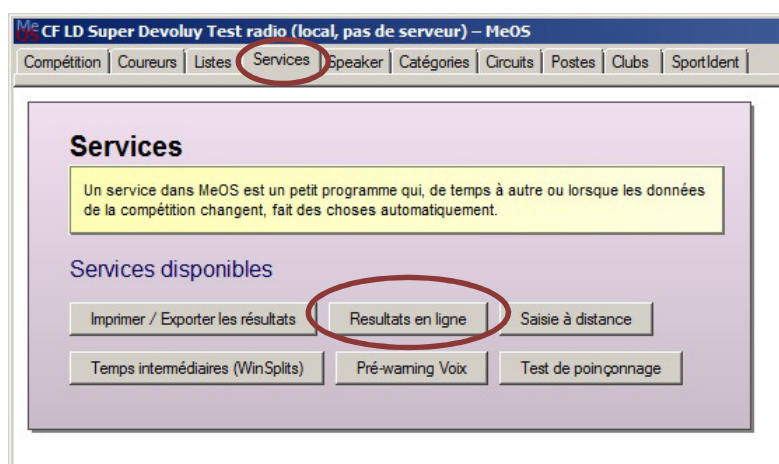 MeOS CF LD Super Devoluy Test radio (local, pas de serveur) – MeOS
Compétition Coureurs Listes Services Speaker Catégories Circuits Postes Clubs SportIdent
Services
Un service dans MeOS est un petit programme qui, de temps à autre ou lorsque les données
de la compétition changent, fait des choses automatiquement.
Services disponibles
Imprimer / Exporter les résultats Resultats en ligne Saisie à distance
Temps intermédiaires (WinSplits) Pré-warning Voix Test de poinçonnage